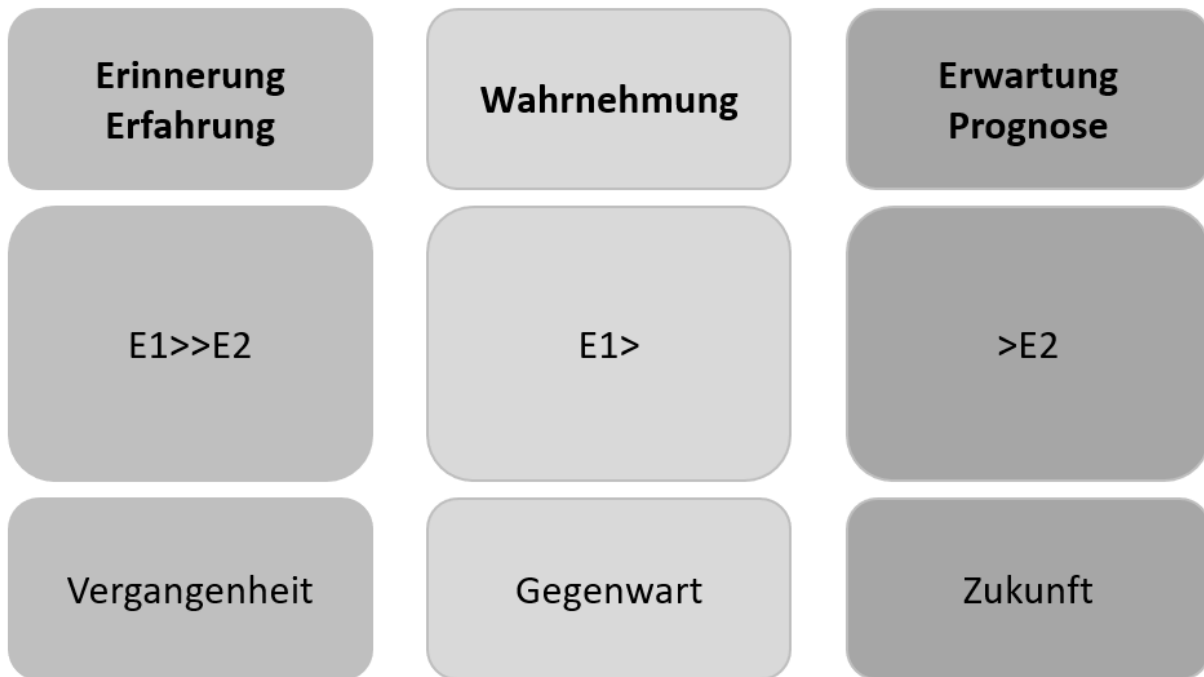 Erinnerung
Erfahrung
Wahrnehmung
Erwartung
Prognose
E1>>E2
E1>
>E2
Vergangenheit
Gegenwart
Zukunft